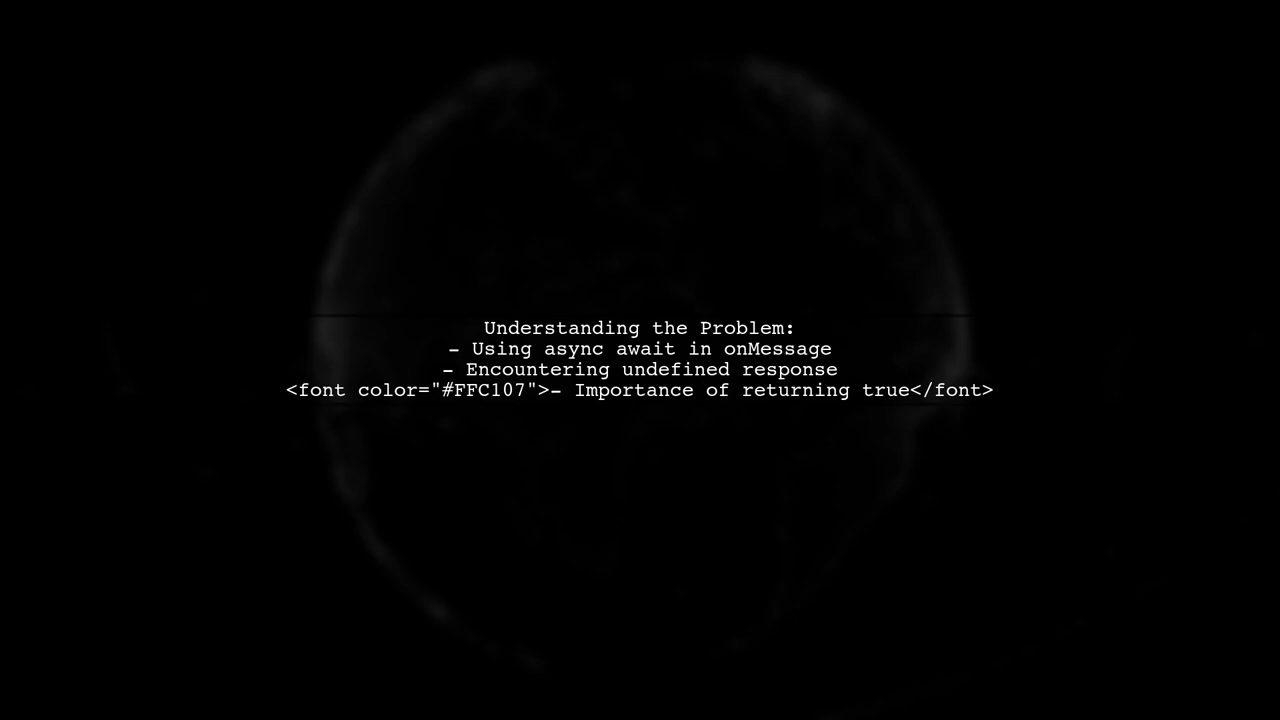 Understanding the Problem:
- Using async await in onMessage
- Encountering undefined response
<font color="#FFC107">- Importance of returning true</font>